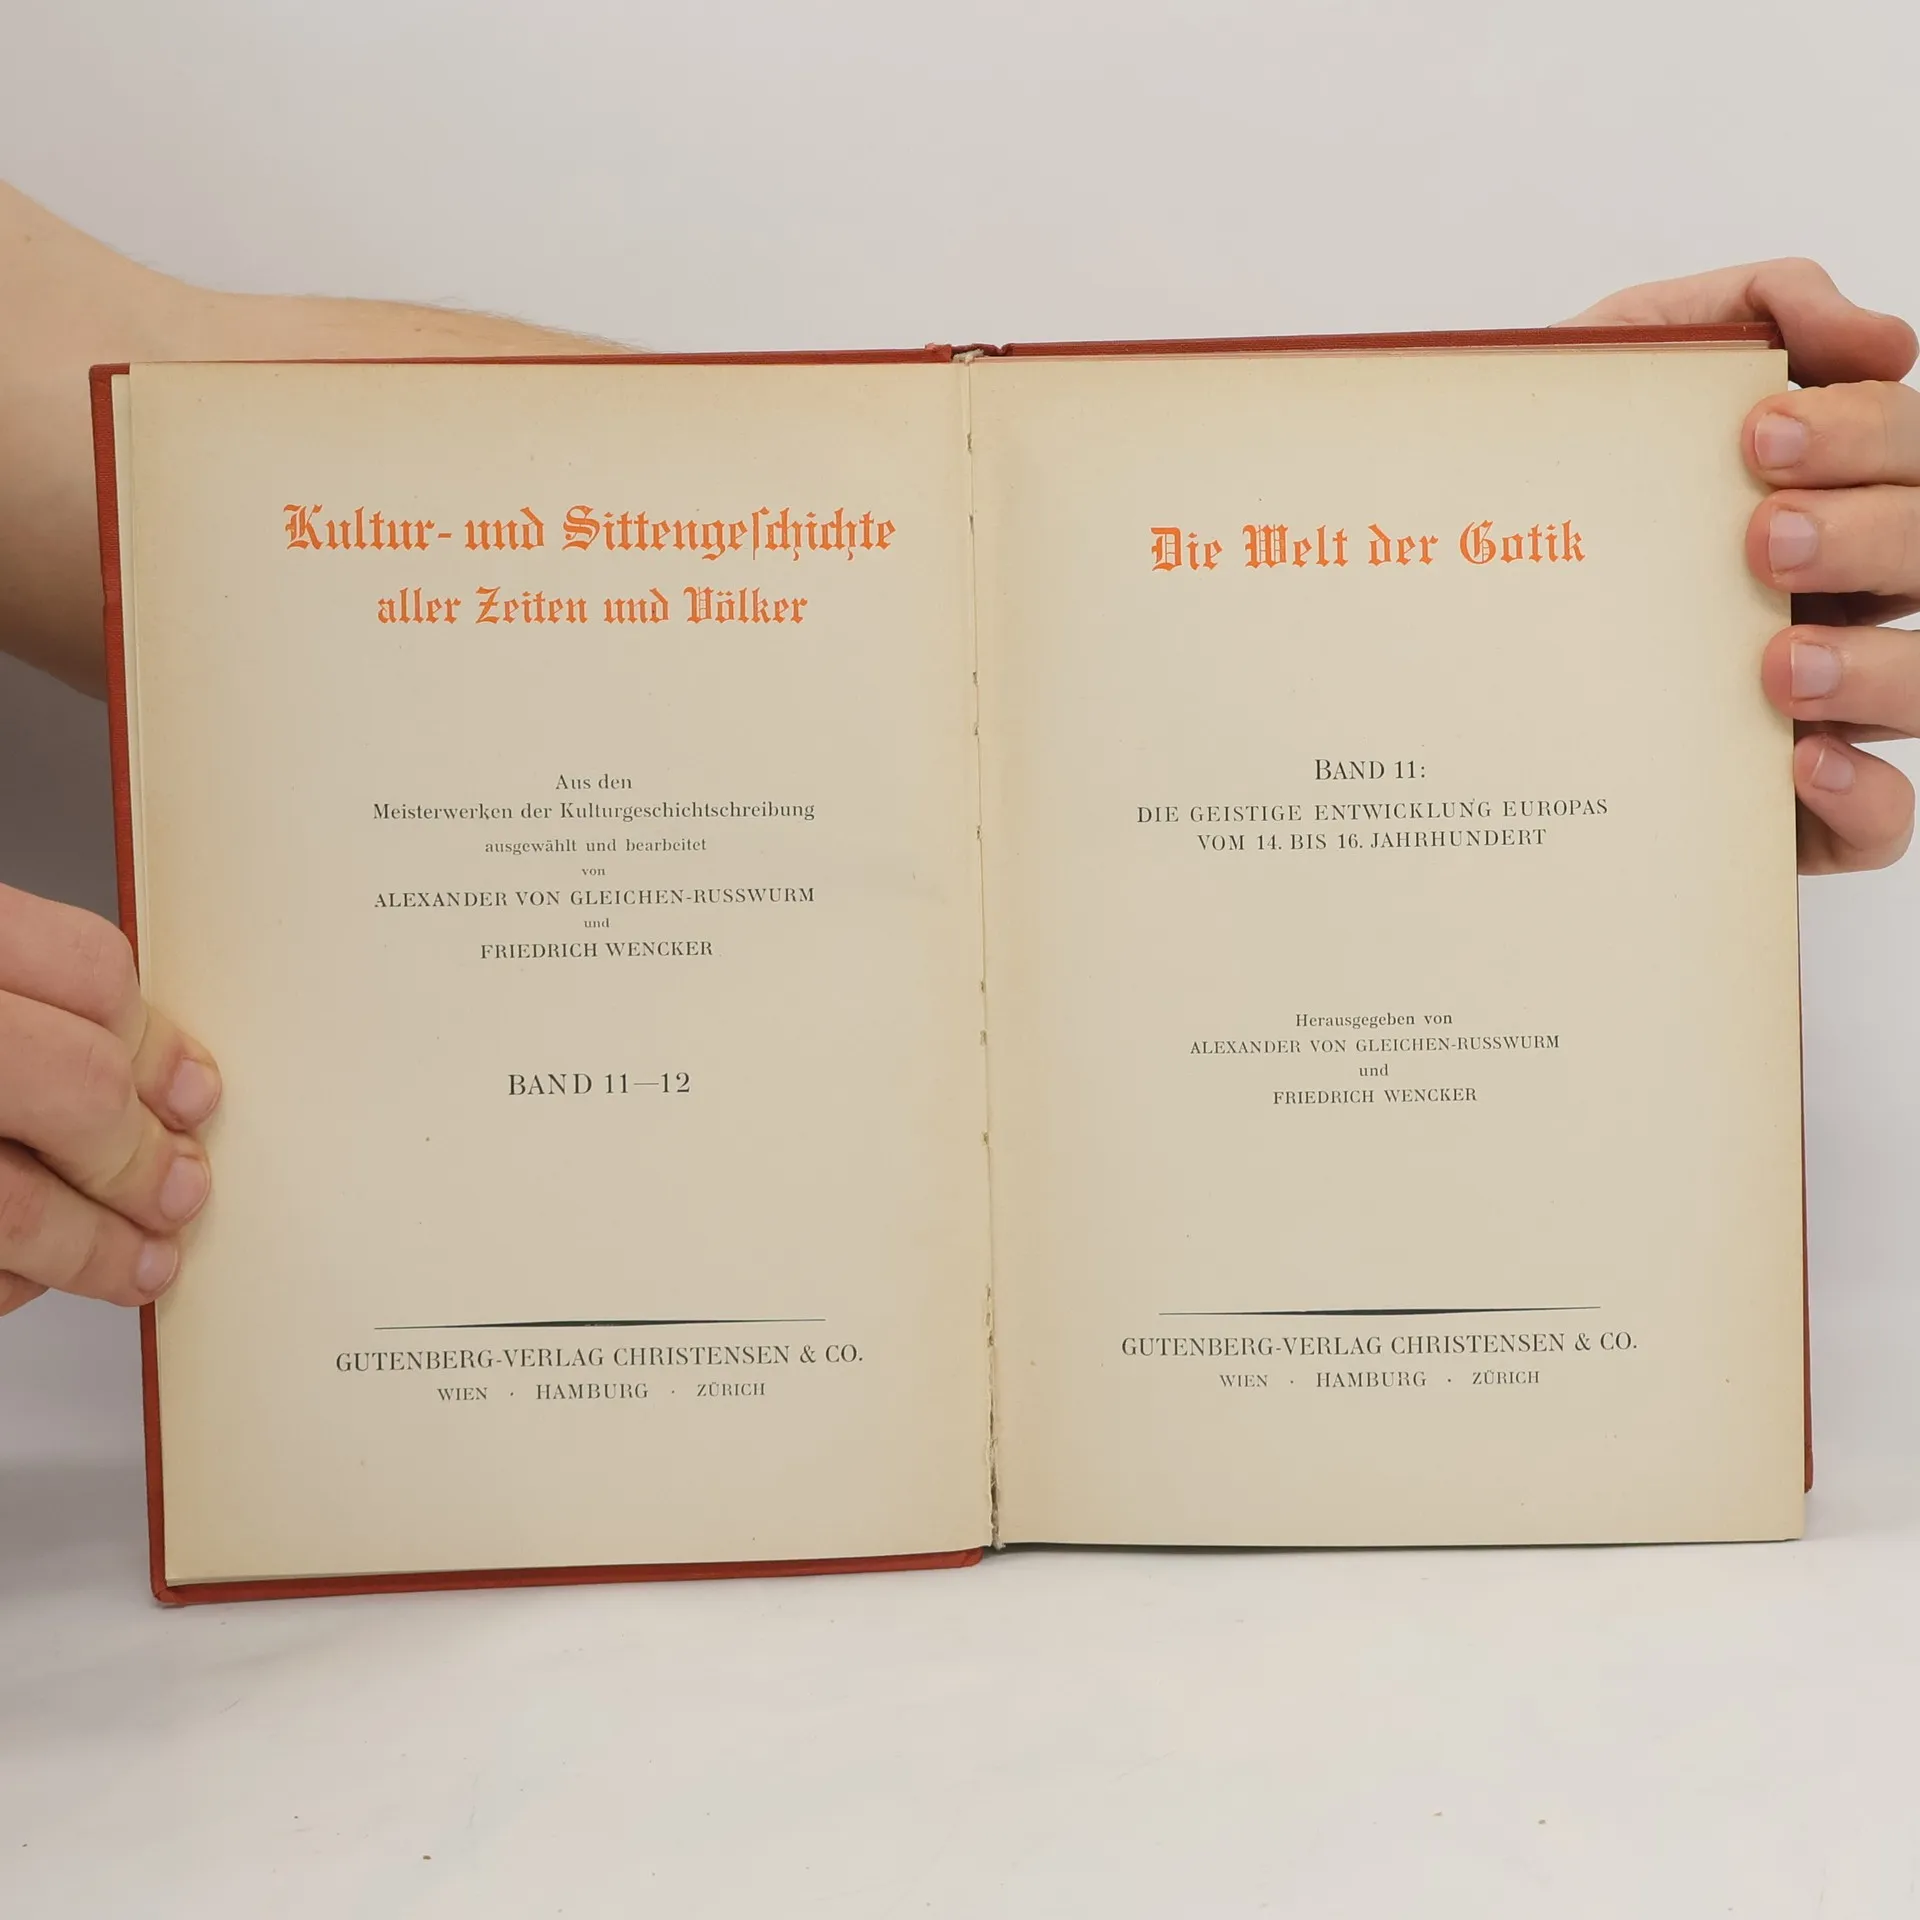 Kultur- und Sittengeſchichte
aller Zeiten und Völker
Aus den
Meisterwerken der Kulturgeschichtschreibung
ausgewählt und bearbeitet
von
ALEXANDER VON GLEICHEN-RUSSWURM
und
FRIEDRICH WENCKER
BAND 11—12
GUTENBERG-VERLAG CHRISTENSEN & CO.
WIEN · HAMBURG · ZÜRICH
Die Welt der Gotik
BAND 11:
DIE GEISTIGE ENTWICKLUNG EUROPAS
VOM 14. BIS 16. JAHRHUNDERT
Herausgegeben von
ALEXANDER VON GLEICHEN-RUSSWURM
und
FRIEDRICH WENCKER
GUTENBERG-VERLAG CHRISTENSEN & CO.
WIEN · HAMBURG · ZÜRICH